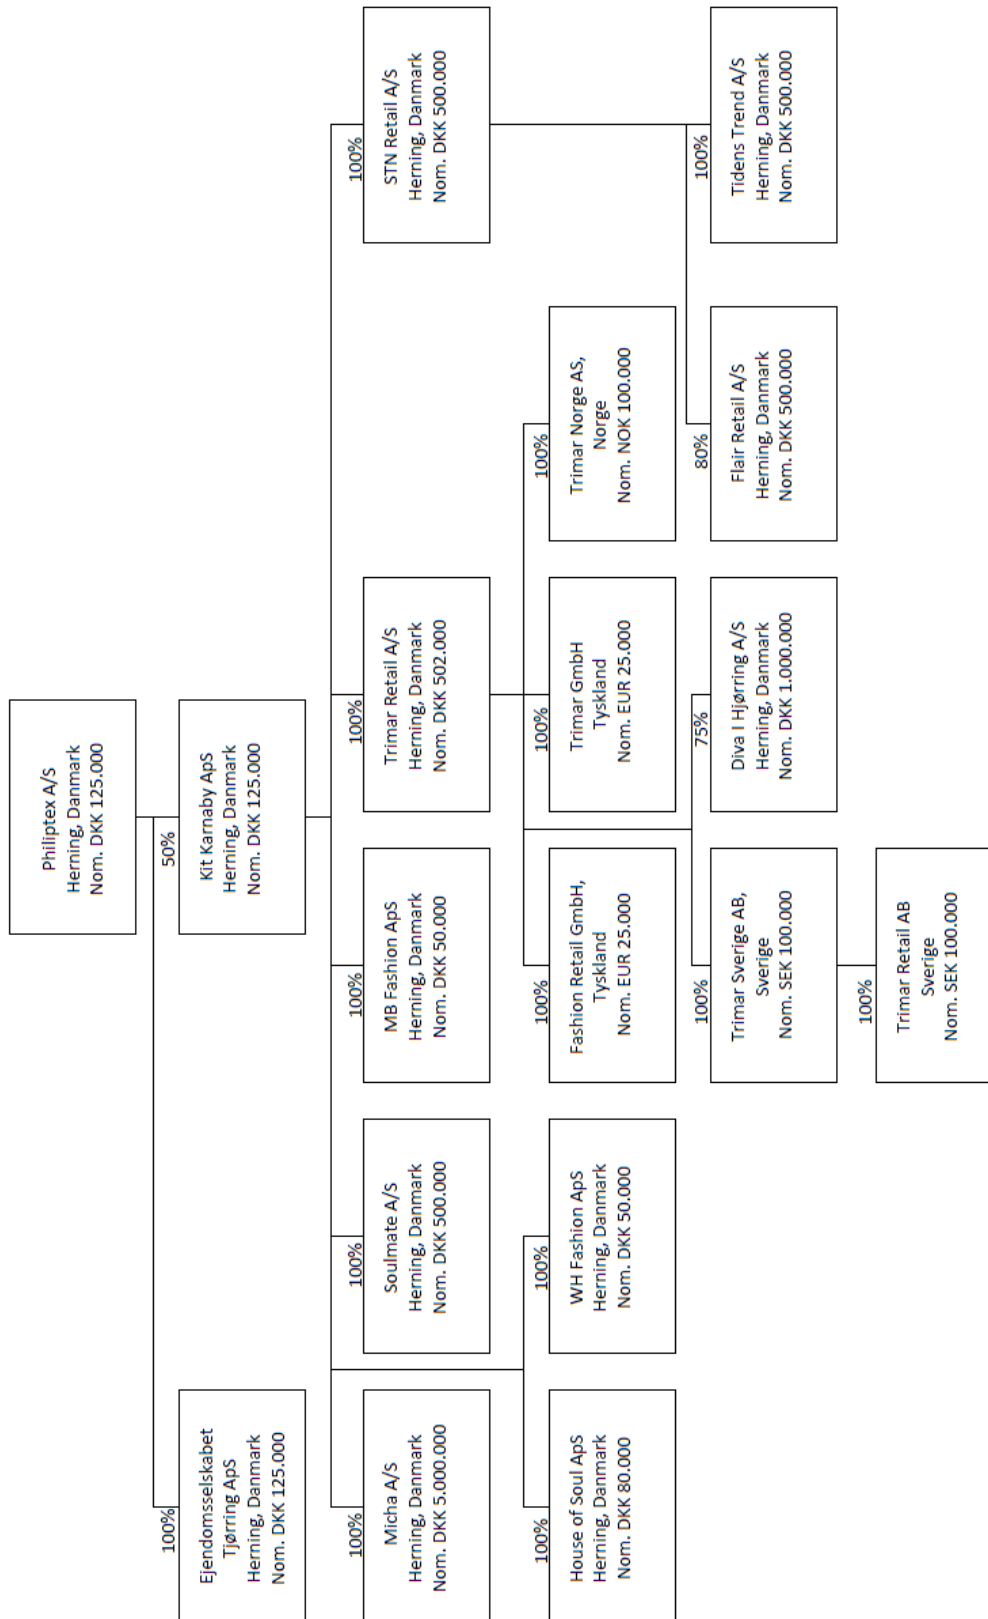 Philiptex A/S
Herning, Danmark
Nom. DKK 125.000
100%
50%
Ejendomsselskabet
Tjørring ApS
Herning, Danmark
Nom. DKK 125.000
Kit Karnaby ApS
Herning, Danmark
Nom. DKK 125.000
100%
100%
100%
100%
100%
Micha A/S
Herning, Danmark
Nom. DKK 5.000.000
Soulmate A/S
Herning, Danmark
Nom. DKK 500.000
MB Fashion ApS
Herning, Danmark
Nom. DKK 50.000
Trimar Retail A/S
Herning, Danmark
Nom. DKK 502.000
STN Retail A/S
Herning, Danmark
Nom. DKK 500.000
100%
100%
100%
100%
100%
House of Soul ApS
Herning, Danmark
Nom. DKK 80.000
WH Fashion ApS
Herning, Danmark
Nom. DKK 50.000
Fashion Retail GmbH,
Tyskland
Nom. EUR 25.000
Trimar GmbH
Tyskland
Nom. EUR 25.000
Trimar Norge AS,
Norge
Nom. NOK 100.000
100%
75%
80%
100%
Trimar Sverige AB,
Sverige
Nom. SEK 100.000
Diva I Hjørring A/S
Herning, Danmark
Nom. DKK 1.000.000
Flair Retail A/S
Herning, Danmark
Nom. DKK 500.000
Tidens Trend A/S
Herning, Danmark
Nom. DKK 500.000
100%
Trimar Retail AB
Sverige
Nom. SEK 100.000